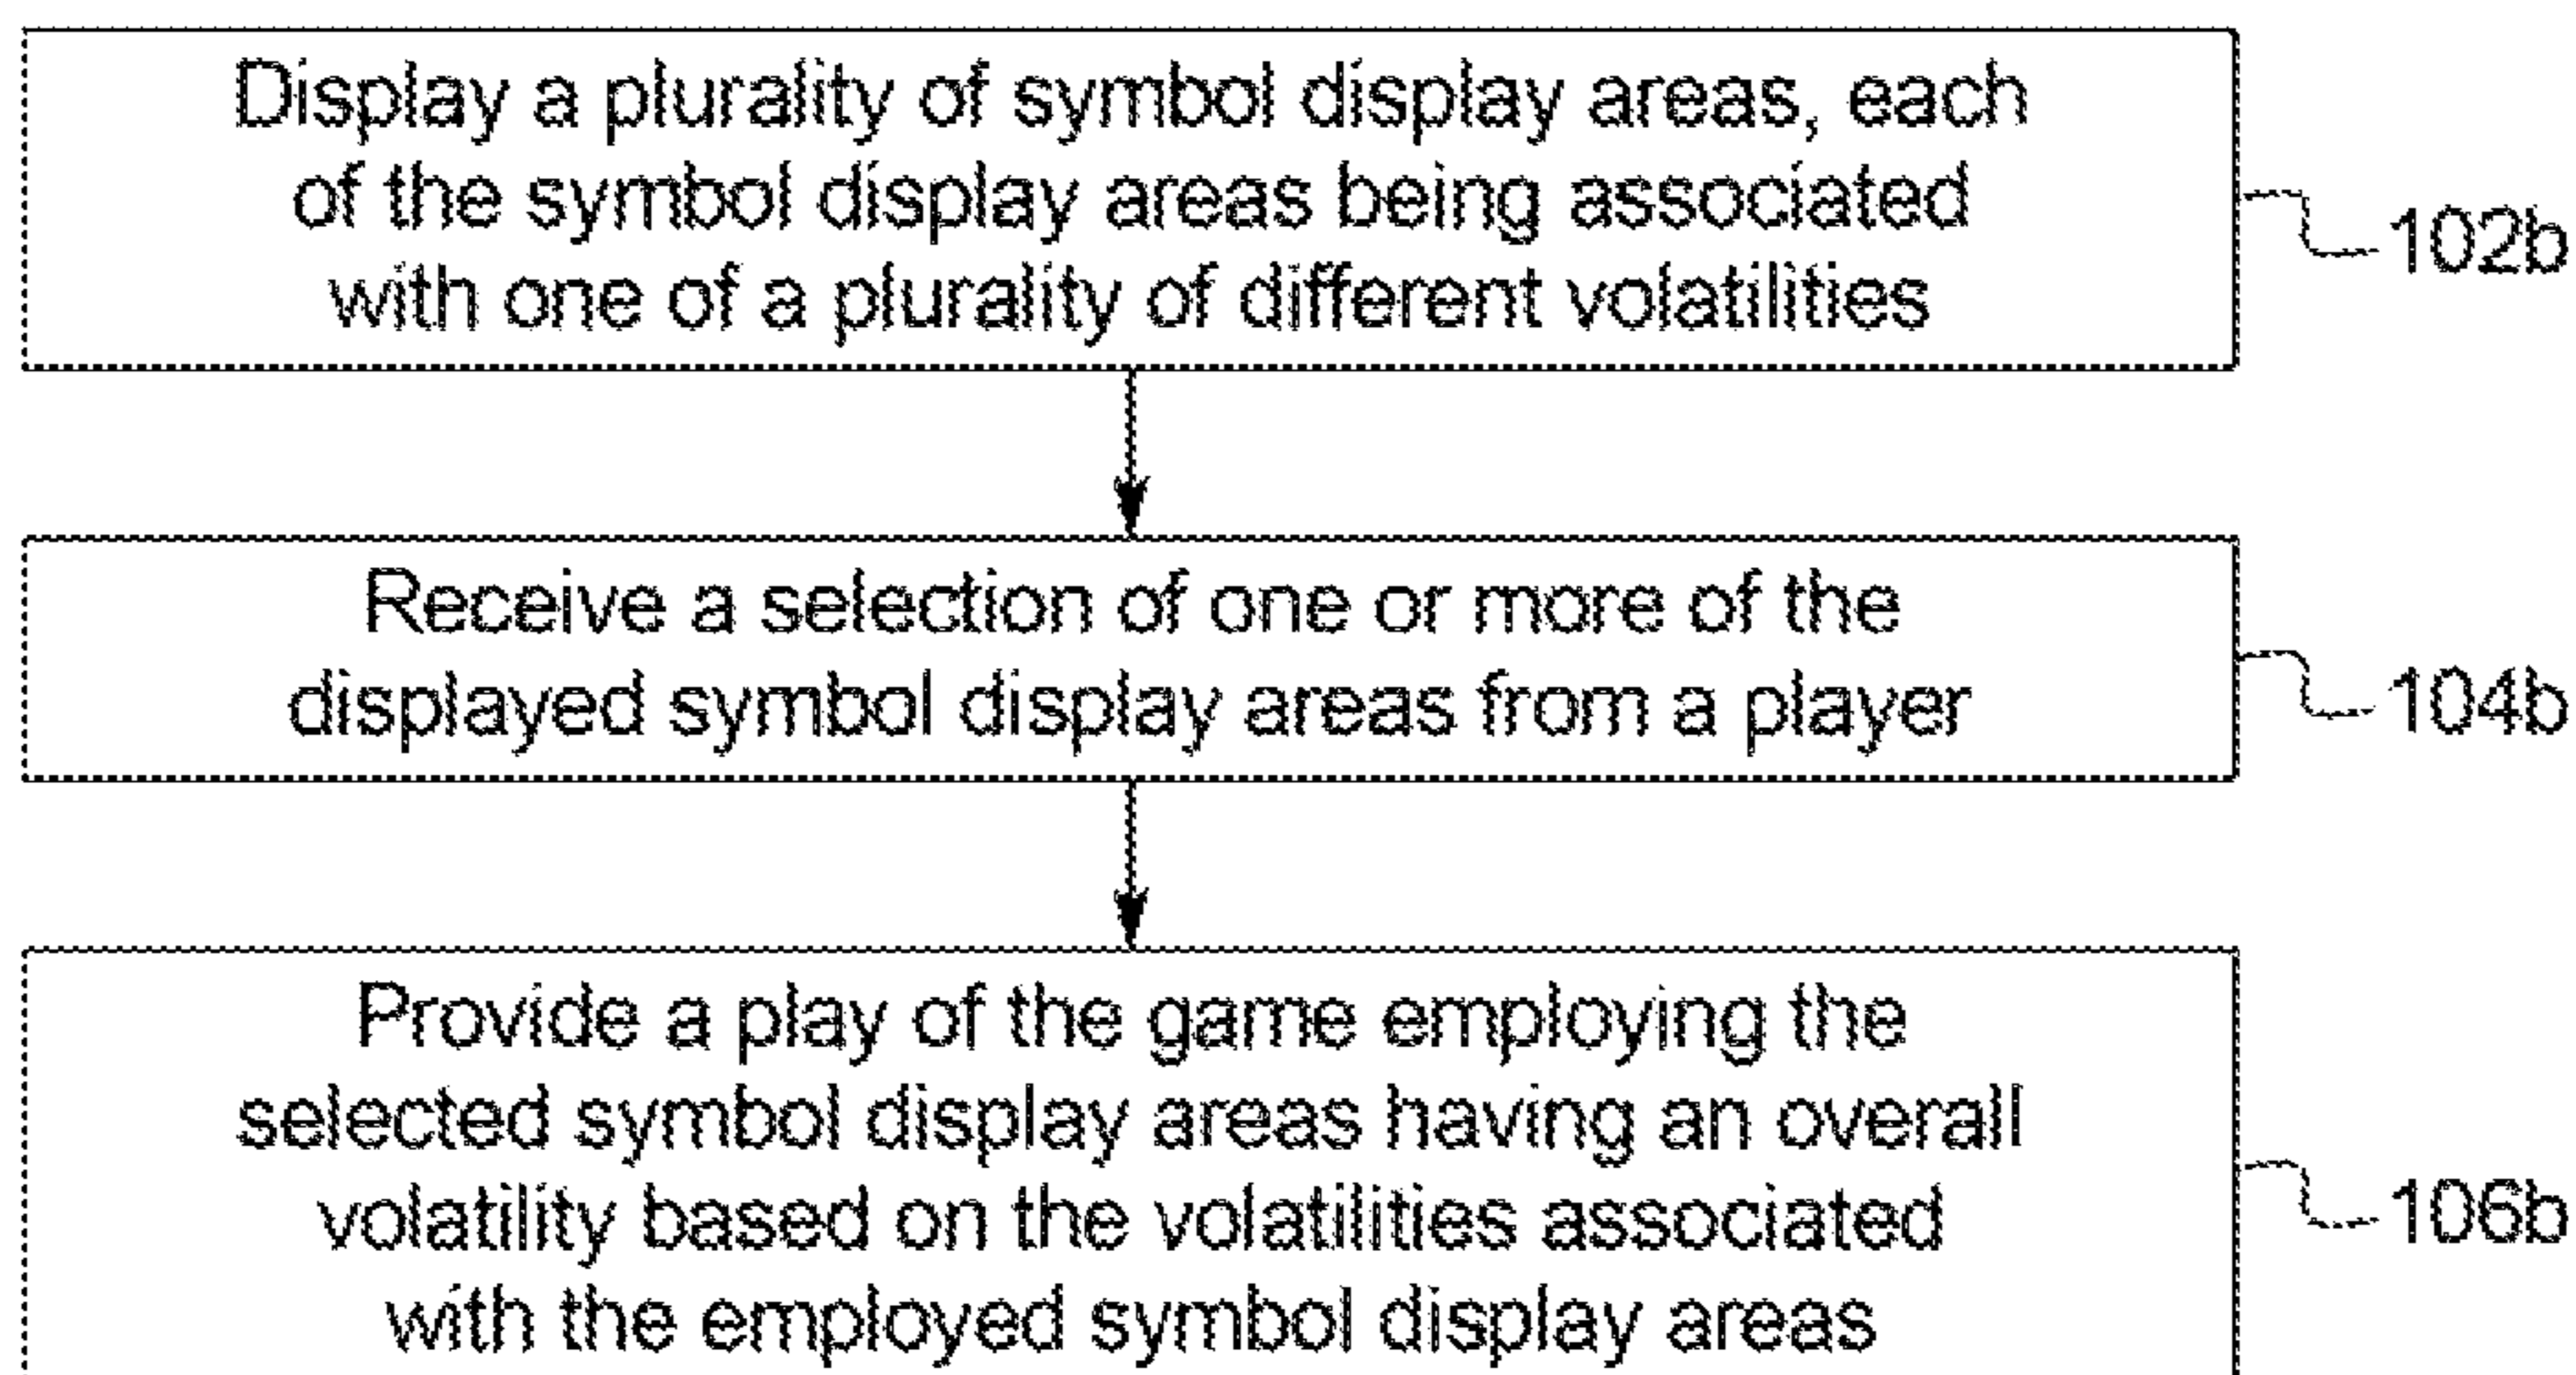 Display a plurality of symbol display areas, each
of the symbol display areas being associated
with one of a plurality of different volatilities
102b
Receive a selection of one or more of the
displayed symbol display areas from a player
104b
Provide a play of the game employing the
selected symbol display areas having an overall
volatility based on the volatilities associated
with the employed symbol display areas
106b